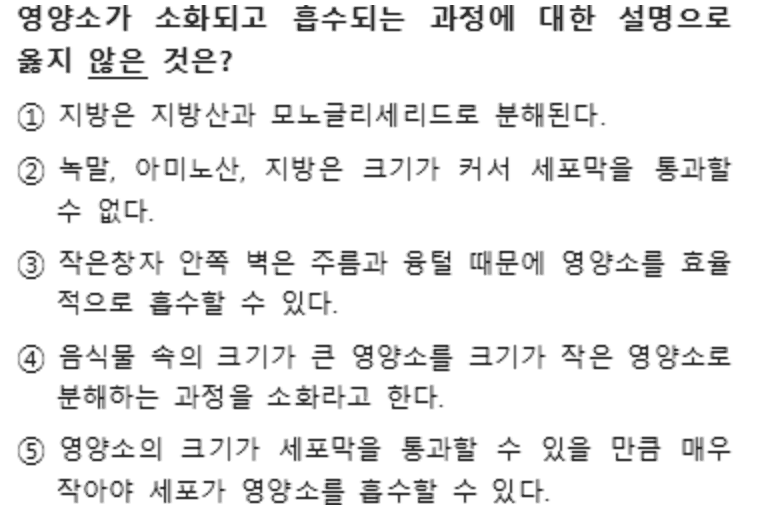 영양소가 소화되고 흡수되는 과정에 대한 설명으로
옳지 않은 것은?
① 지방은 지방산과 모노글리세리드로 분해된다.
② 녹말, 아미노산, 지방은 크기가 커서 세포막을 통과할
수 없다.
③ 작은창자 안쪽 벽은 주름과 융털 때문에 영양소를 효율
적으로 흡수할 수 있다.
④ 음식물 속의 크기가 큰 영양소를 크기가 작은 영양소로
분해하는 과정을 소화라고 한다.
⑤ 영양소의 크기가 세포막을 통과할 수 있을 만큼 매우
작아야 세포가 영양소를 흡수할 수 있다.